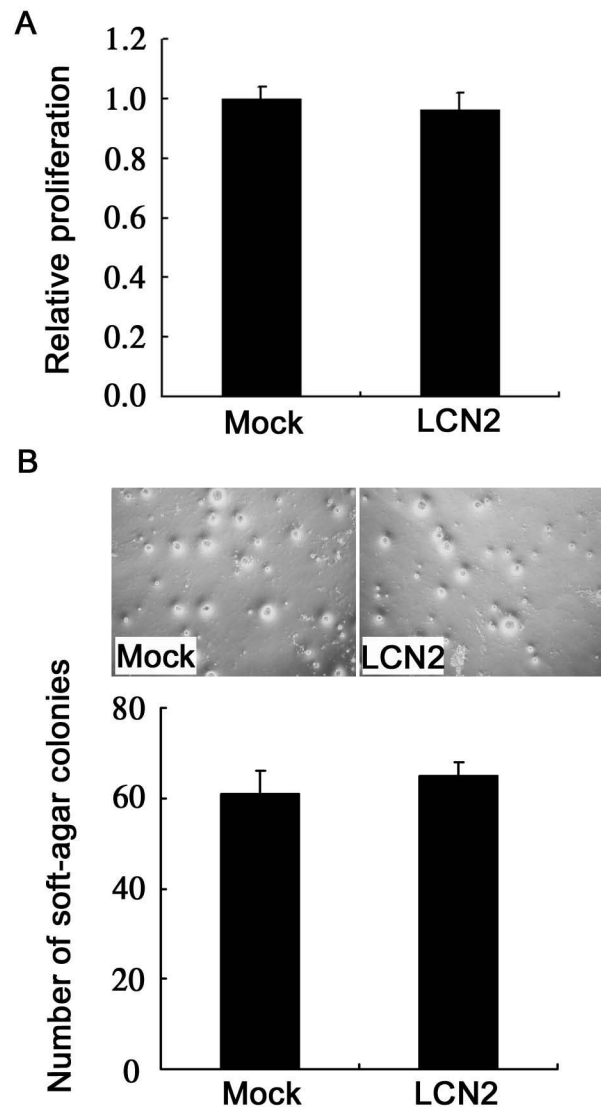 A
Relative proliferation
1.2
1.0
0.8
0.6
0.4
0.2
0.0
Mock LCN2
B
Mock LCN2
Number of soft-agar colonies
80
60
40
20
0
Mock LCN2